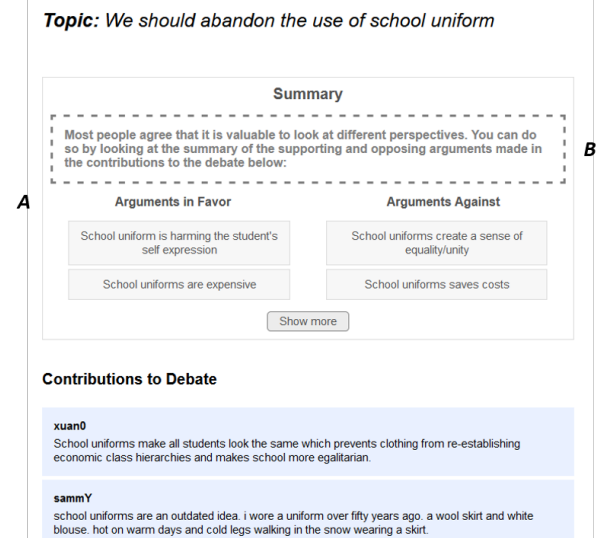 Topic: We should abandon the use of school uniform
Summary
Most people agree that it is valuable to look at different perspectives. You can do
so by looking at the summary of the supporting and opposing arguments made in
the contributions to the debate below:
A
B
Arguments in Favor
Arguments Against
School uniform is harming the student's
self expression
School uniforms create a sense of
equality/unity
School uniforms are expensive
School uniforms saves costs
Show more
Contributions to Debate
xuan0
School uniforms make all students look the same which prevents clothing from re-establishing
economic class hierarchies and makes school more egalitarian.
sammY
school uniforms are an outdated idea. i wore a uniform over fifty years ago. a wool skirt and white
blouse. hot on warm days and cold legs walking in the snow wearing a skirt.